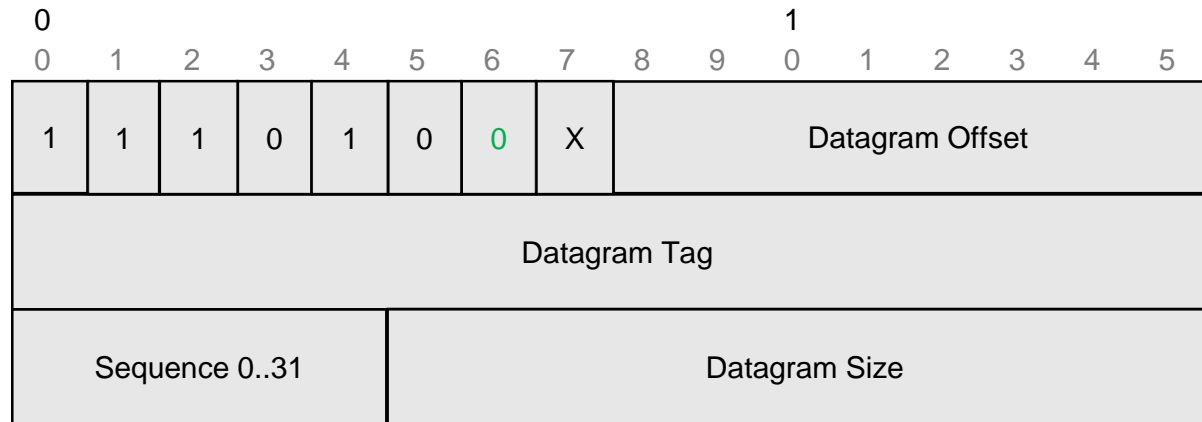 0 1
0 1 2 3 4 5 6 7 8 9 0 1 2 3 4 5
1 1 1 0 1 0 0 X Datagram Offset
Datagram Tag
Sequence 0..31 Datagram Size